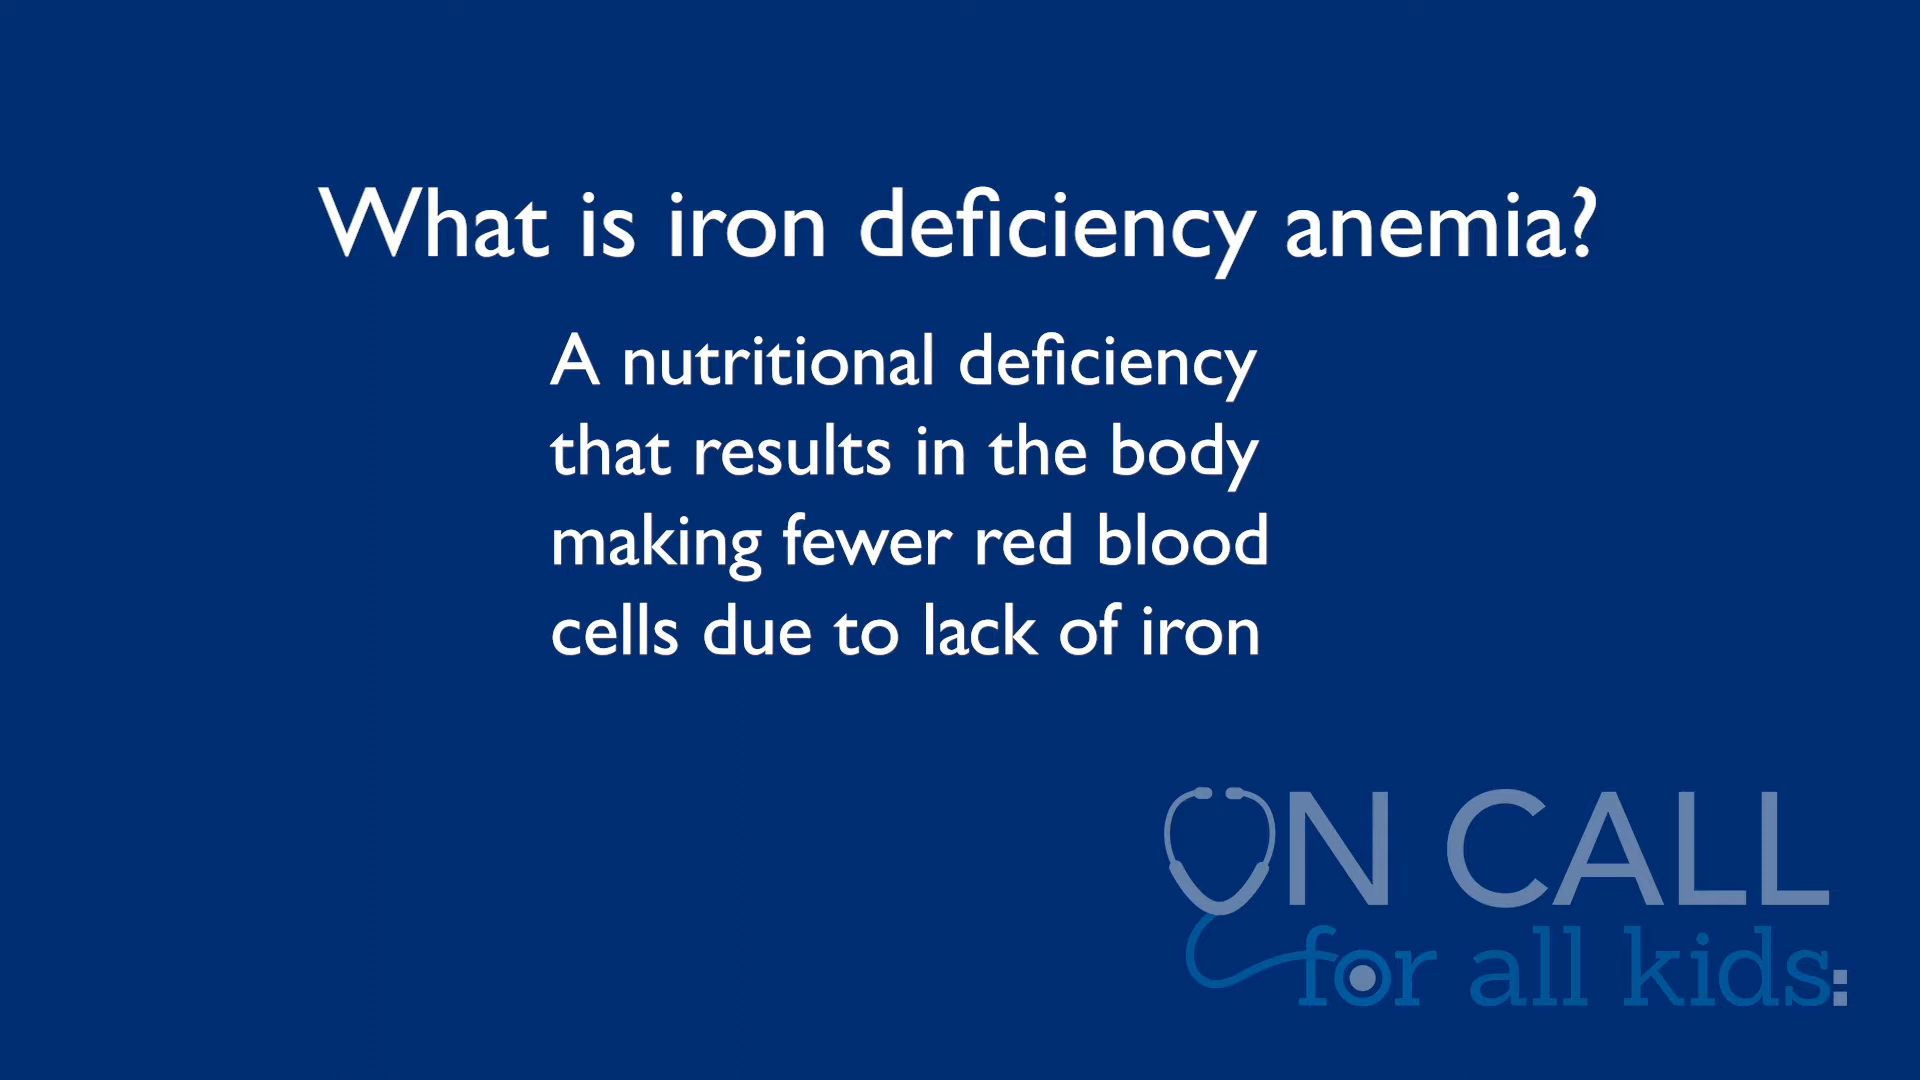 What is iron deficiency anemia?
A nutritional deficiency
that results in the body
making fewer red blood
cells due to lack of iron
ON CALL
for all kids: